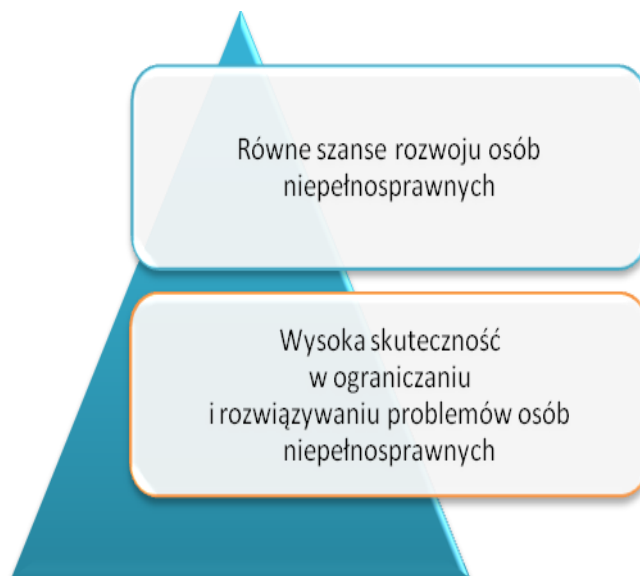 Równe szanse rozwoju osób
niepełnosprawnych
Wysoka skuteczność
w ograniczaniu
i rozwiązywaniu problemów osób
niepełnosprawnych